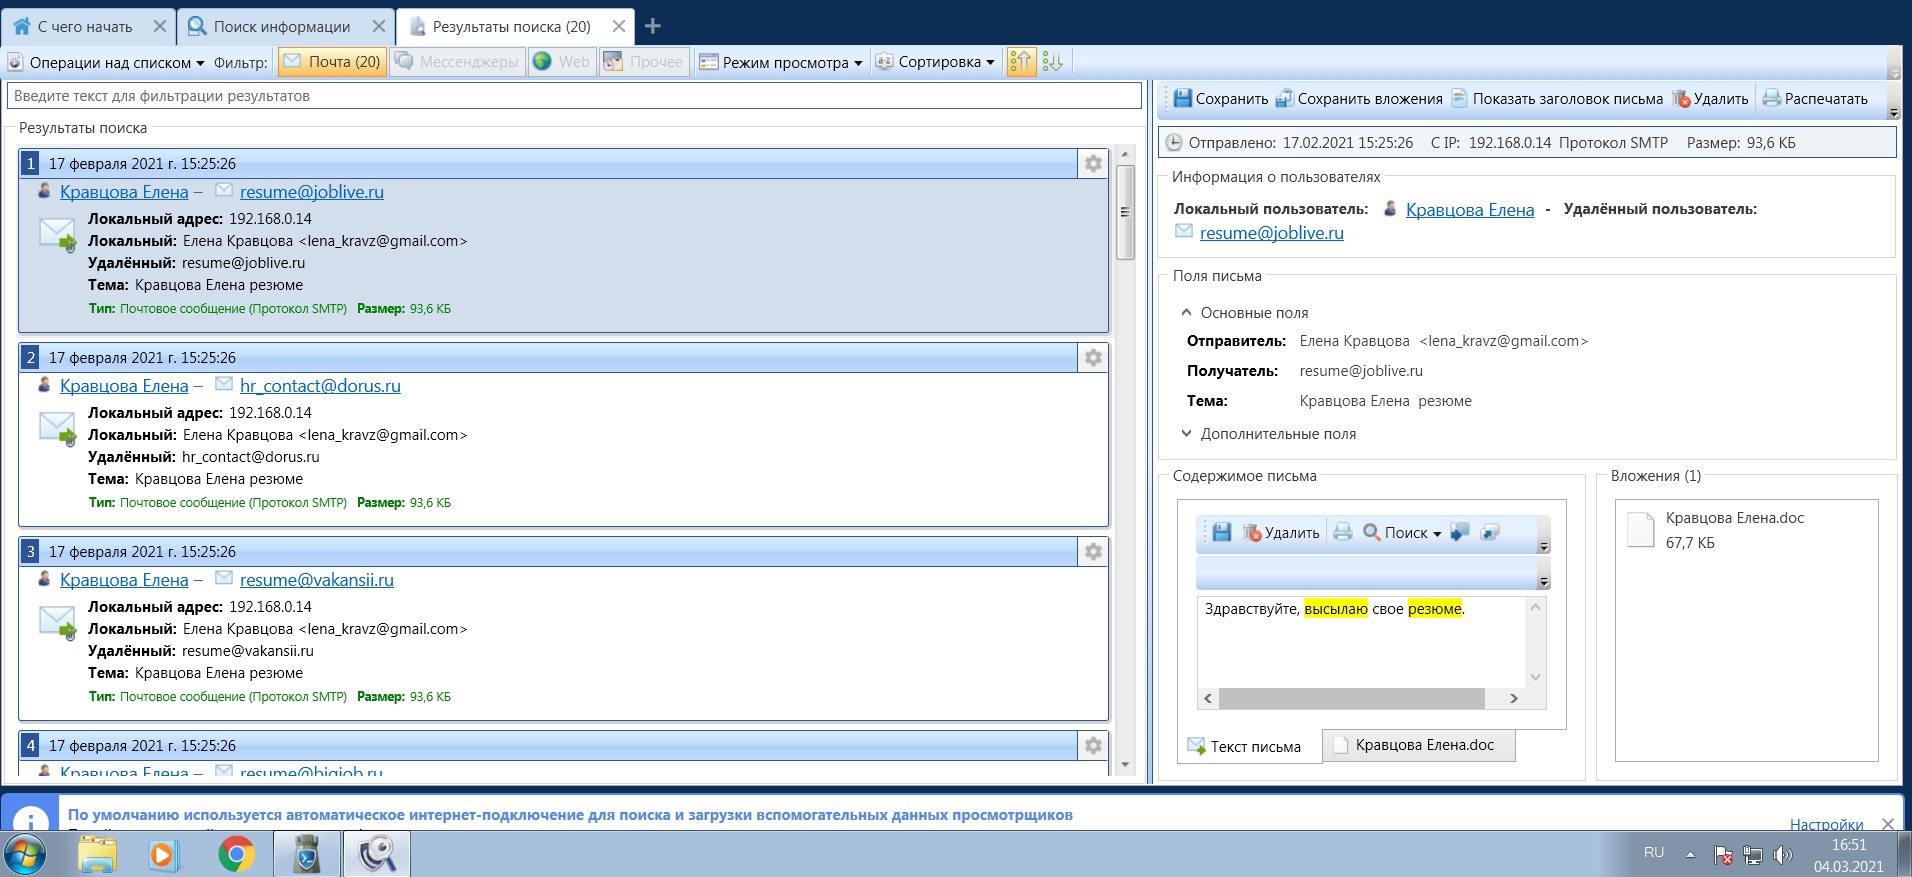 С чего начать
Поиск информации
Результаты поиска (20)
Операции над списком
Фильтр:
Почта (20)
Мессенджеры
Web
Прочее
Режим просмотра
Сортировка
Введите текст для фильтрации результатов
Результаты поиска
1 17 февраля 2021 г. 15:25:26
Кравцова Елена – resume@joblive.ru
Локальный адрес: 192.168.0.14
Локальный: Елена Кравцова <lena_kravz@gmail.com>
Удалённый: resume@joblive.ru
Тема: Кравцова Елена резюме
Тип: Почтовое сообщение (Протокол SMTP) Размер: 93,6 КБ
2 17 февраля 2021 г. 15:25:26
Кравцова Елена – hr_contact@dorus.ru
Локальный адрес: 192.168.0.14
Локальный: Елена Кравцова <lena_kravz@gmail.com>
Удалённый: hr_contact@dorus.ru
Тема: Кравцова Елена резюме
Тип: Почтовое сообщение (Протокол SMTP) Размер: 93,6 КБ
3 17 февраля 2021 г. 15:25:26
Кравцова Елена – resume@vakansii.ru
Локальный адрес: 192.168.0.14
Локальный: Елена Кравцова <lena_kravz@gmail.com>
Удалённый: resume@vakansii.ru
Тема: Кравцова Елена резюме
Тип: Почтовое сообщение (Протокол SMTP) Размер: 93,6 КБ
4 17 февраля 2021 г. 15:25:26
Кравцова Елена – resume@bigjob.ru
Сохранить
Сохранить вложения
Показать заголовок письма
Удалить
Распечатать
Отправлено: 17.02.2021 15:25:26 С IP: 192.168.0.14 Протокол SMTP Размер: 93,6 КБ
Информация о пользователях
Локальный пользователь: Кравцова Елена - Удалённый пользователь:
resume@joblive.ru
Поля письма
Основные поля
Отправитель: Елена Кравцова <lena_kravz@gmail.com>
Получатель: resume@joblive.ru
Тема: Кравцова Елена резюме
Дополнительные поля
Содержимое письма
Удалить
Поиск
Здравствуйте, высылаю свое резюме.
Текст письма
Кравцова Елена.doc
Вложения (1)
Кравцова Елена.doc
67,7 КБ
По умолчанию используется автоматическое интернет-подключение для поиска и загрузки вспомогательных данных просмотрщиков
Настройки
RU
16:51
04.03.2021